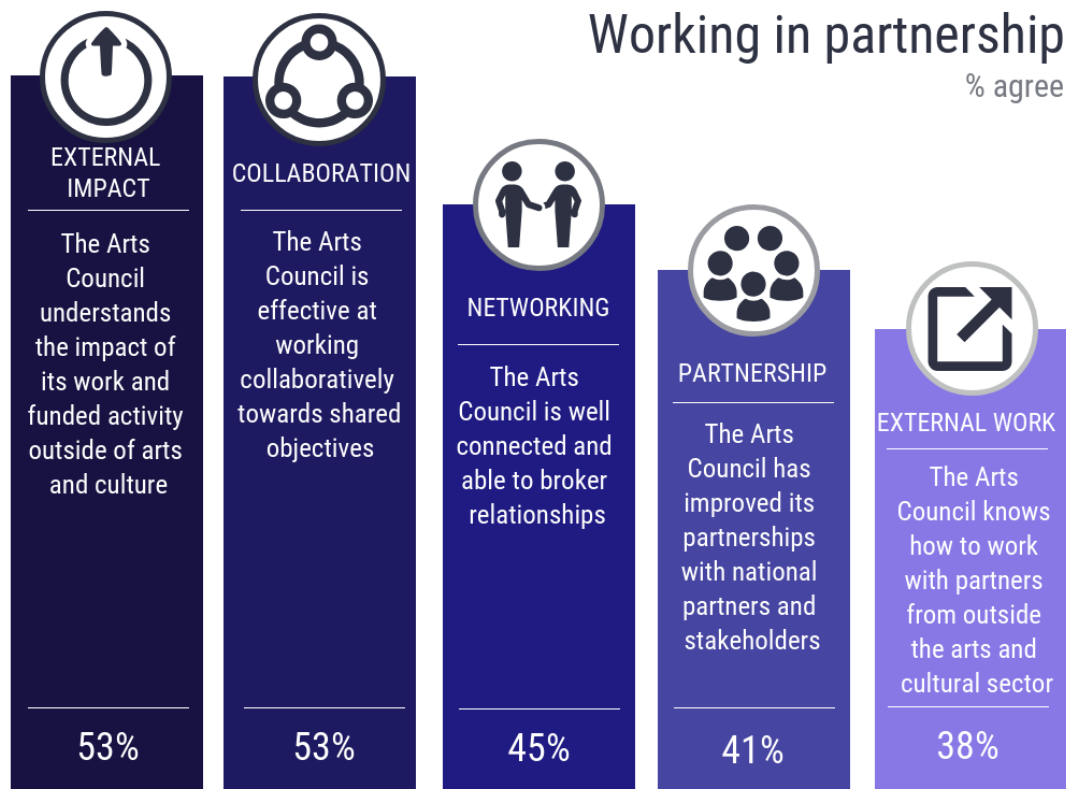 Working in partnership
% agree
EXTERNAL
IMPACT
The Arts
Council
understands
the impact of
its work and
funded activity
outside of arts
and culture
53%
COLLABORATION
The Arts
Council is
effective at
working
collaboratively
towards shared
objectives
53%
NETWORKING
The Arts
Council is well
connected and
able to broker
relationships
45%
PARTNERSHIP
The Arts
Council has
improved its
partnerships
with national
partners and
stakeholders
41%
EXTERNAL WORK
The Arts
Council knows
how to work
with partners
from outside
the arts and
cultural sector
38%